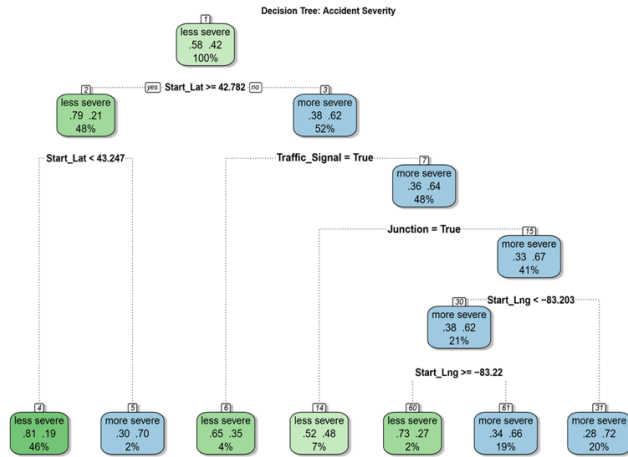 Decision Tree: Accident Severity
1
less severe
.58 .42
100%
yes Start_Lat >= 42.782 no
2
less severe
.79 .21
48%
3
more severe
.38 .62
52%
Start_Lat < 43.247
Traffic_Signal = True
7
more severe
.36 .64
48%
Junction = True
15
more severe
.33 .67
41%
Start_Lng < −83.203
30
more severe
.38 .62
21%
Start_Lng >= −83.22
4
less severe
.81 .19
46%
5
more severe
.30 .70
2%
6
less severe
.65 .35
4%
14
less severe
.52 .48
7%
60
less severe
.73 .27
2%
61
more severe
.34 .66
19%
31
more severe
.28 .72
20%